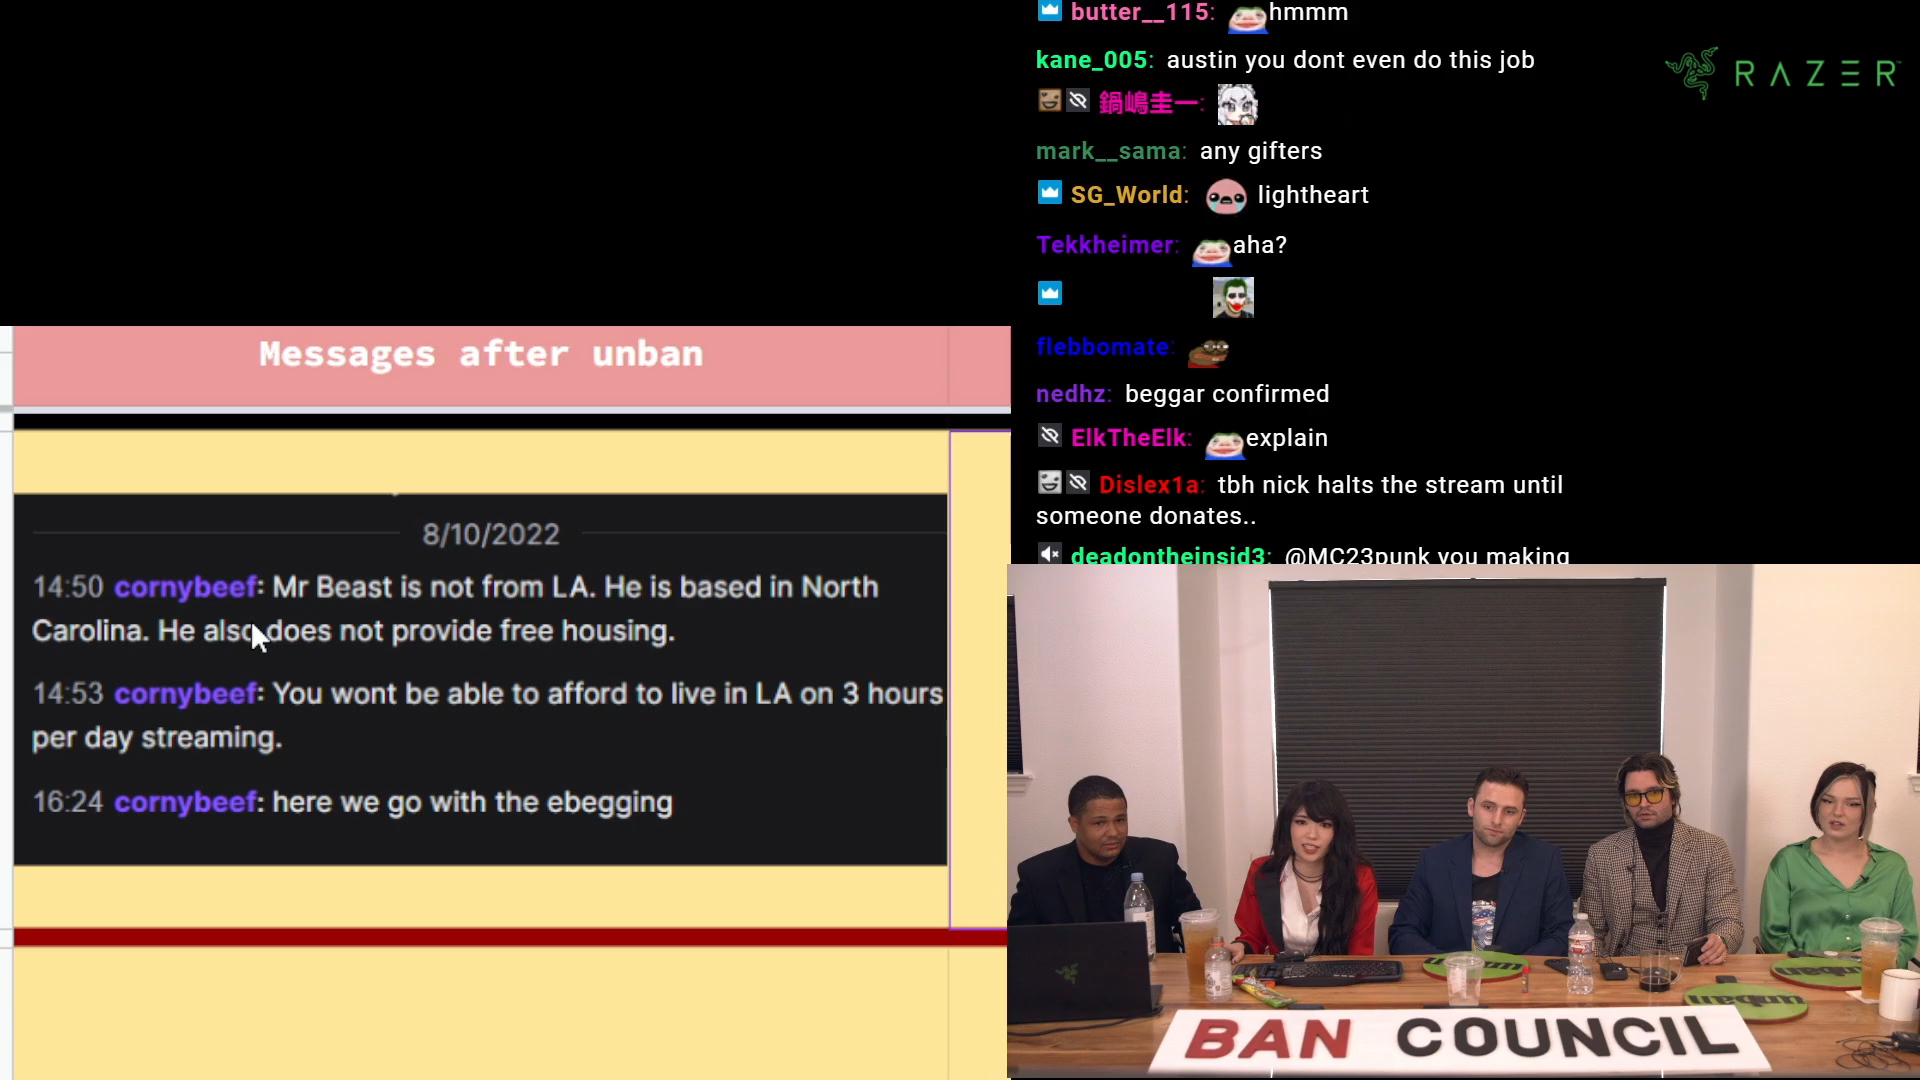 butter__115: hmmm
kane_005: austin you dont even do this job
鍋嶋圭一:
mark__sama: any gifters
SG_World: lightheart
Tekkheimer: aha?
flebbomate:
nedhz: beggar confirmed
ElkTheElk: explain
Dislex1a: tbh nick halts the stream until
someone donates..
deadontheinsid3: @MC23punk you making
RAZER
Messages after unban
8/10/2022
14:50 cornybeef: Mr Beast is not from LA. He is based in North
Carolina. He also does not provide free housing.
14:53 cornybeef: You wont be able to afford to live in LA on 3 hours
per day streaming.
16:24 cornybeef: here we go with the ebegging
unban
BAN COUNCIL